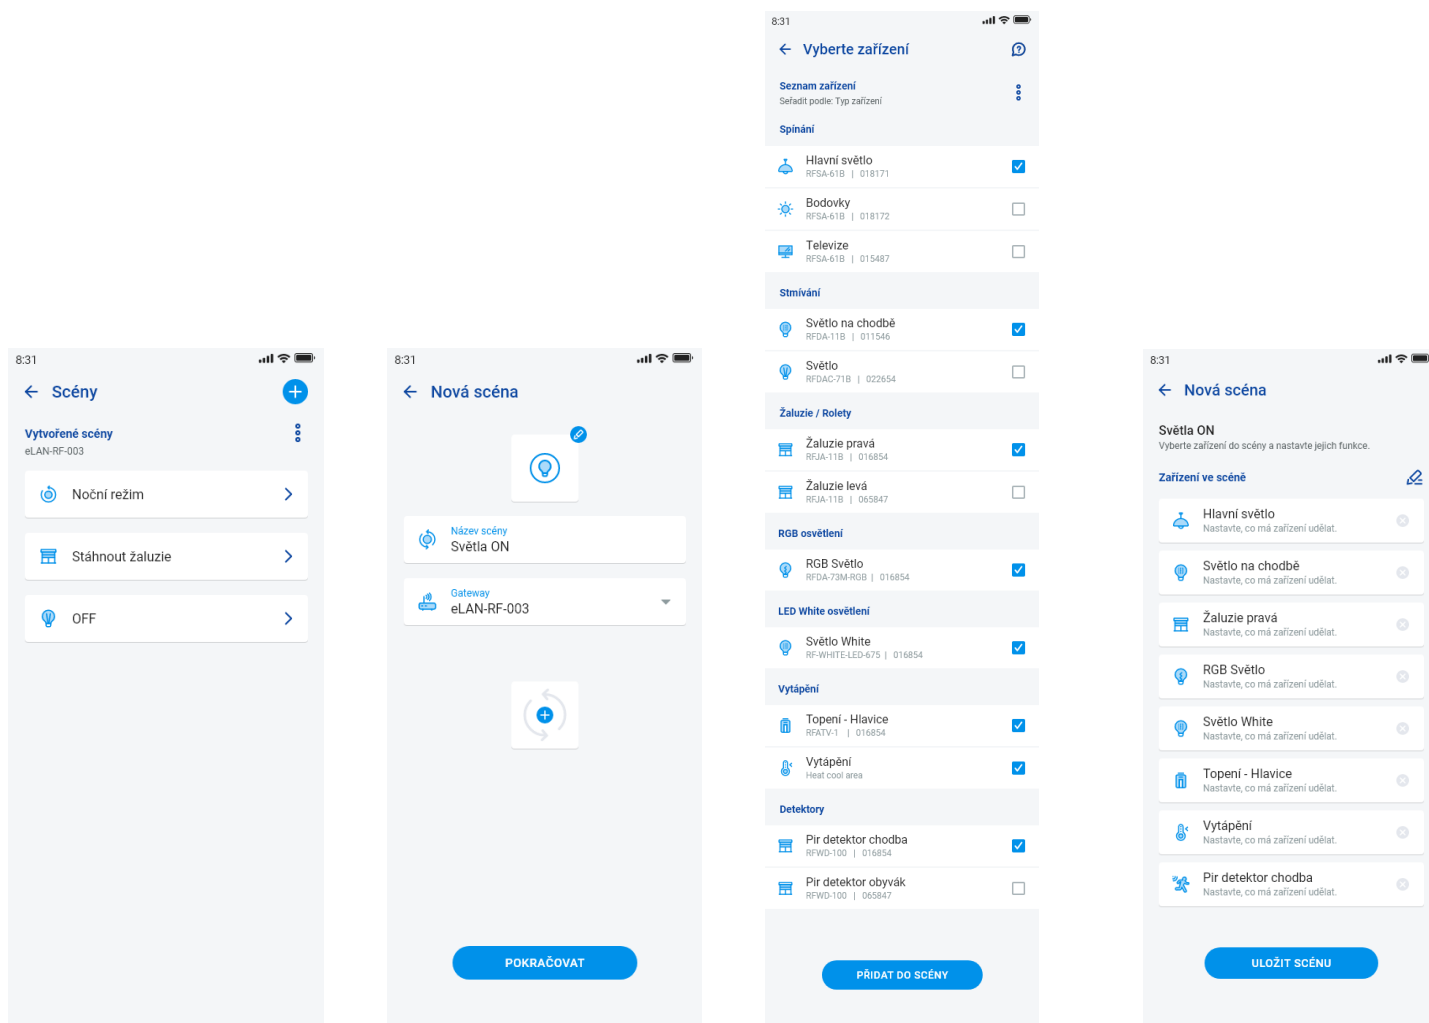 8:31
Scény
Vytvořené scény
eLAN-RF-003
Noční režim
Stáhnout žaluzie
OFF
8:31
Nová scéna
Název scény
Světla ON
Gateway
eLAN-RF-003
POKRAČOVAT
8:31
Vyberte zařízení
Seznam zařízení
Seřadit podle: Typ zařízení
Spínání
Hlavní světlo
RFSA-61B | 018171
Bodovky
RFSA-61B | 018172
Televize
RFSA-61B | 015487
Stmívání
Světlo na chodbě
RFDA-11B | 011546
Světlo
RFDAC-71B | 022654
Žaluzie / Rolety
Žaluzie pravá
RFJA-11B | 016854
Žaluzie levá
RFJA-11B | 065847
RGB osvětlení
RGB Světlo
RFDA-73M-RGB | 016854
LED White osvětlení
Světlo White
RF-WHITE-LED-675 | 016854
Vytápění
Topení - Hlavice
RFATV-1 | 016854
Vytápění
Heat cool area
Detektory
Pir detektor chodba
RFWD-100 | 016854
Pir detektor obyvák
RFWD-100 | 065847
PŘIDAT DO SCÉNY
8:31
Nová scéna
Světla ON
Vyberte zařízení do scény a nastavte jejich funkce.
Zařízení ve scéně
Hlavní světlo
Nastavte, co má zařízení udělat.
Světlo na chodbě
Nastavte, co má zařízení udělat.
Žaluzie pravá
Nastavte, co má zařízení udělat.
RGB Světlo
Nastavte, co má zařízení udělat.
Světlo White
Nastavte, co má zařízení udělat.
Topení - Hlavice
Nastavte, co má zařízení udělat.
Vytápění
Nastavte, co má zařízení udělat.
Pir detektor chodba
Nastavte, co má zařízení udělat.
ULOŽIT SCÉNU